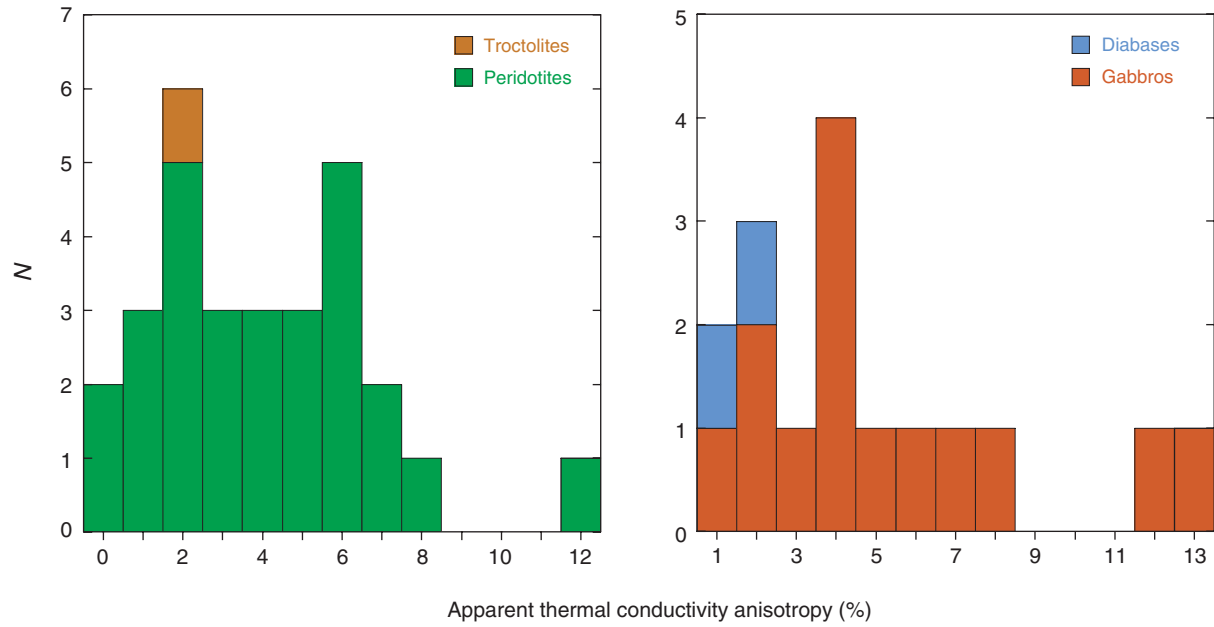 7
6
5
4
3
2
1
0
N
Troctolites
Peridotites
0 2 4 6 8 10 12
5
4
3
2
1
0
Diabases
Gabbros
1 3 5 7 9 11 13
Apparent thermal conductivity anisotropy (%)